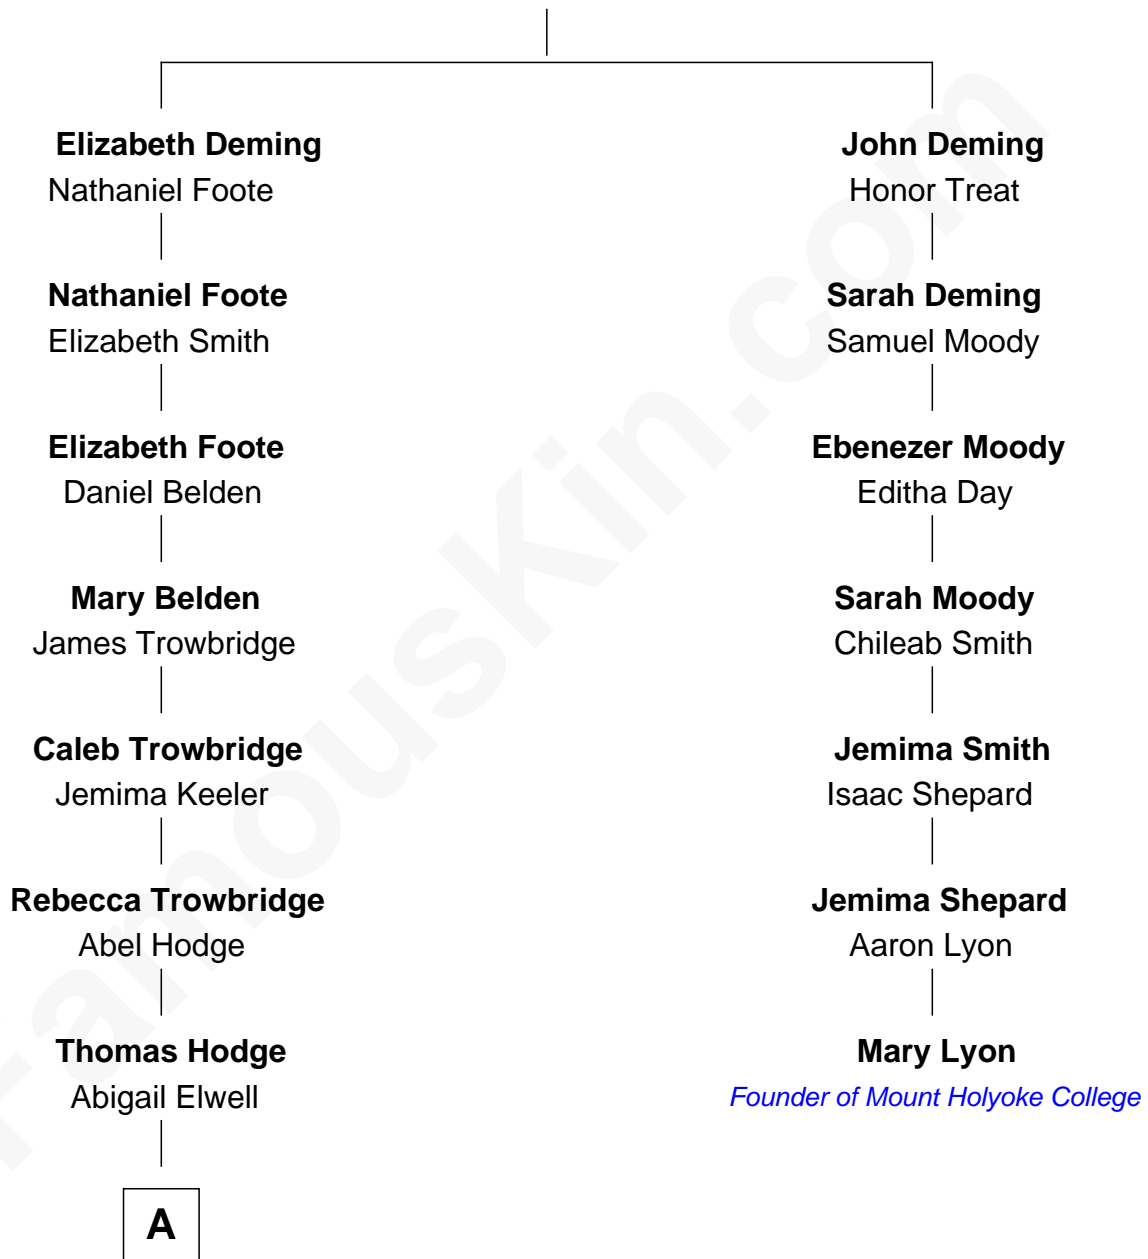 Elizabeth Deming
Nathaniel Foote
John Deming
Honor Treat
Nathaniel Foote
Elizabeth Smith
Sarah Deming
Samuel Moody
Elizabeth Foote
Daniel Belden
Ebenezer Moody
Editha Day
Mary Belden
James Trowbridge
Sarah Moody
Chileab Smith
Caleb Trowbridge
Jemima Keeler
Jemima Smith
Isaac Shepard
Rebecca Trowbridge
Abel Hodge
Jemima Shepard
Aaron Lyon
Thomas Hodge
Abigail Elwell
Mary Lyon
Founder of Mount Holyoke College
A
FamousKin.com